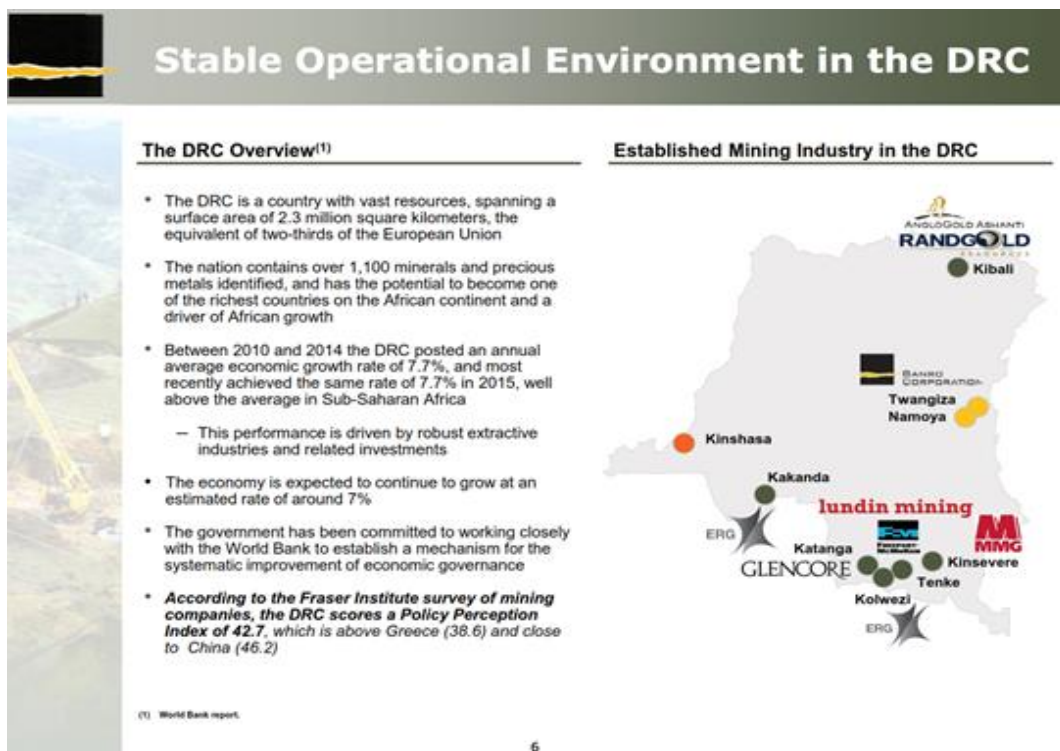 Stable Operational Environment in the DRC
The DRC Overview(1)
• The DRC is a country with vast resources, spanning a
surface area of 2.3 million square kilometers, the
equivalent of two-thirds of the European Union
• The nation contains over 1,100 minerals and precious
metals identified, and has the potential to become one
of the richest countries on the African continent and a
driver of African growth
• Between 2010 and 2014 the DRC posted an annual
average economic growth rate of 7.7%, and most
recently achieved the same rate of 7.7% in 2015, well
above the average in Sub-Saharan Africa
– This performance is driven by robust extractive
industries and related investments
• The economy is expected to continue to grow at an
estimated rate of around 7%
• The government has been committed to working closely
with the World Bank to establish a mechanism for the
systematic improvement of economic governance
• According to the Fraser Institute survey of mining
companies, the DRC scores a Policy Perception
Index of 42.7, which is above Greece (38.6) and close
to China (46.2)
(1) World Bank report.
Established Mining Industry in the DRC
ANGLOGOLD ASHANTI
RANDGOLD
RESOURCES
Kibali
BANRO
CORPORATION
Twangiza
Namoya
Kinshasa
Kakanda
ERG
lundin mining
FREEPORT
McMoRAN
MMG
Katanga
GLENCORE
Kinsevere
Tenke
Kolwezi
ERG
6